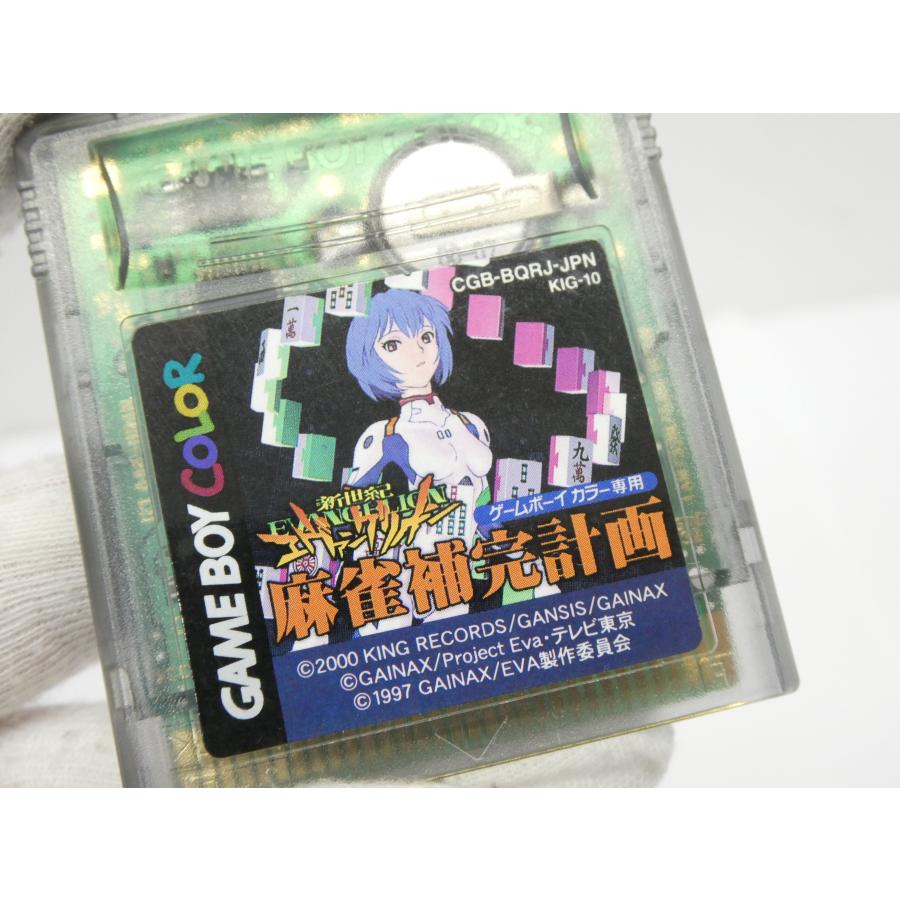 CGB-BQRJ-JPN
KIG-10
一萬
九萬
GAME BOY COLOR
新世紀
EVANGELION
エヴァンゲリオン
ゲームボーイ カラー専用
麻雀補完計画
©2000 KING RECORDS/GANSIS/GAINAX
©GAINAX/Project Eva・テレビ東京
©1997 GAINAX/EVA製作委員会
00